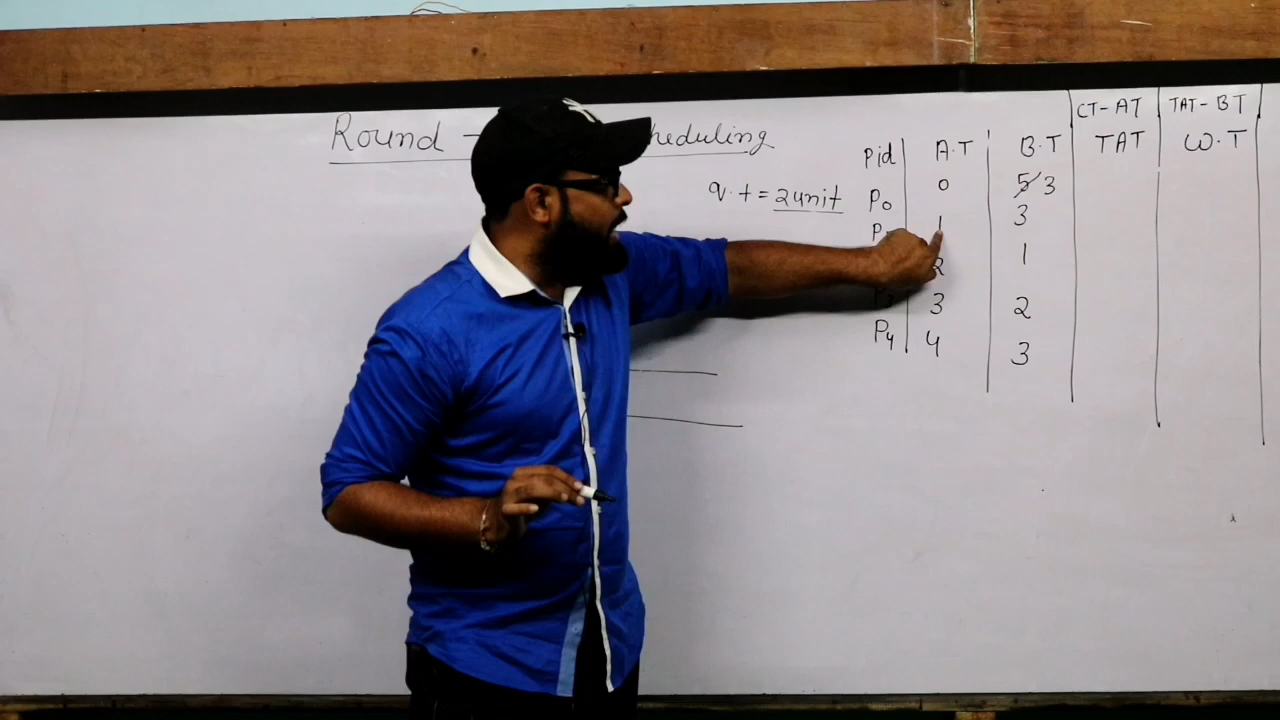 Round - heduling
CT-AT TAT-BT
Pid A.T B.T TAT W.T
q.t = 2unit P0 0 5 3
P 1 3
2 1
3 2
P4 4 3